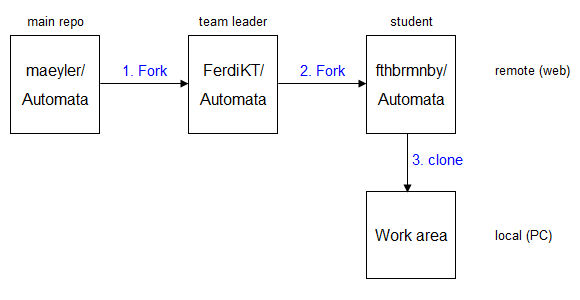 main repo
team leader
student
maeyler/
Automata
1. Fork
FerdiKT/
Automata
2. Fork
fthbrmnby/
Automata
remote (web)
3. clone
Work area
local (PC)